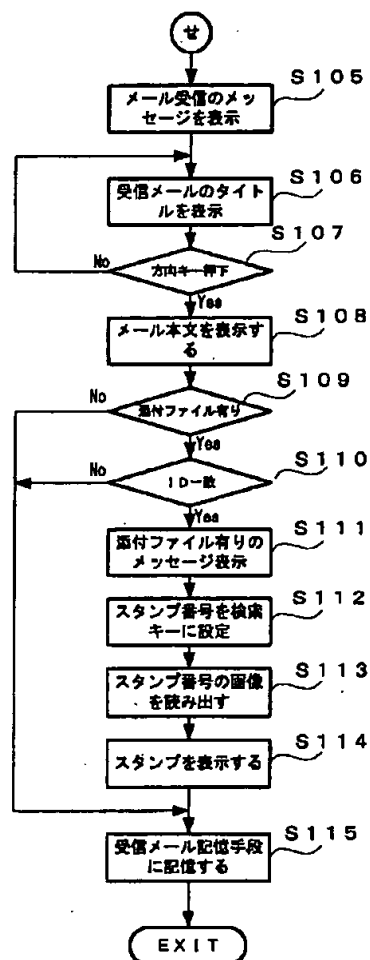 せ
S105
メール受信のメッ
セージを表示
S106
受信メールのタイト
ルを表示
S107
方向キー押下
No
Yes
S108
メール本文を表示す
る
S109
添付ファイル有り
No
Yes
S110
ID一致
No
Yes
S111
添付ファイル有りの
メッセージ表示
S112
スタンプ番号を検索
キーに設定
S113
スタンプ番号の画像
を読み出す
S114
スタンプを表示する
S115
受信メール記憶手段
に記憶する
EXIT